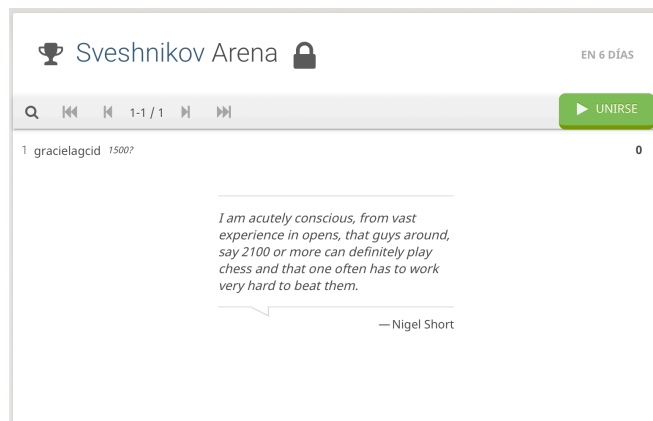 Sveshnikov Arena
EN 6 DÍAS
1-1 / 1
UNIRSE
1 gracielagcid 1500? 0
I am acutely conscious, from vast
experience in opens, that guys around,
say 2100 or more can definitely play
chess and that one often has to work
very hard to beat them.
— Nigel Short